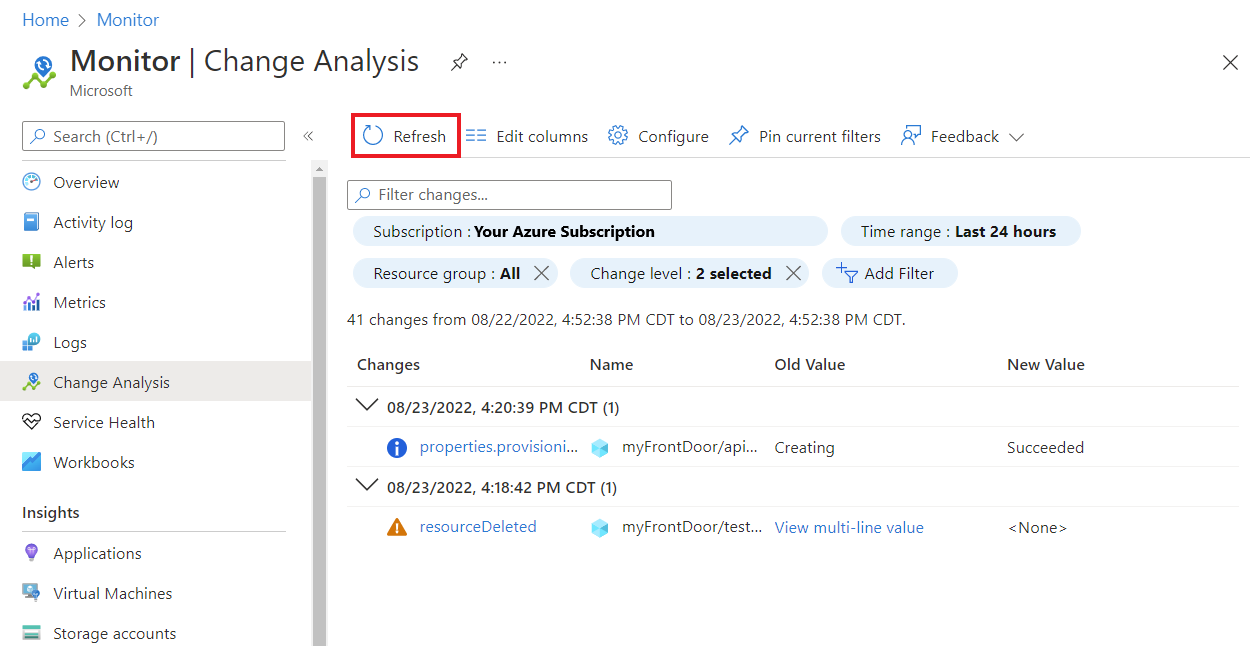 Home > Monitor
Monitor | Change Analysis ...
Microsoft
Search (Ctrl+/)
«
Overview
Activity log
Alerts
Metrics
Logs
Change Analysis
Service Health
Workbooks
Insights
Applications
Virtual Machines
Storage accounts
Refresh Edit columns Configure Pin current filters Feedback
Filter changes...
Subscription : Your Azure Subscription Time range : Last 24 hours
Resource group : All Change level : 2 selected Add Filter
41 changes from 08/22/2022, 4:52:38 PM CDT to 08/23/2022, 4:52:38 PM CDT.
Changes Name Old Value New Value
08/23/2022, 4:20:39 PM CDT (1)
properties.provisioni... myFrontDoor/api... Creating Succeeded
08/23/2022, 4:18:42 PM CDT (1)
resourceDeleted myFrontDoor/test... View multi-line value <None>